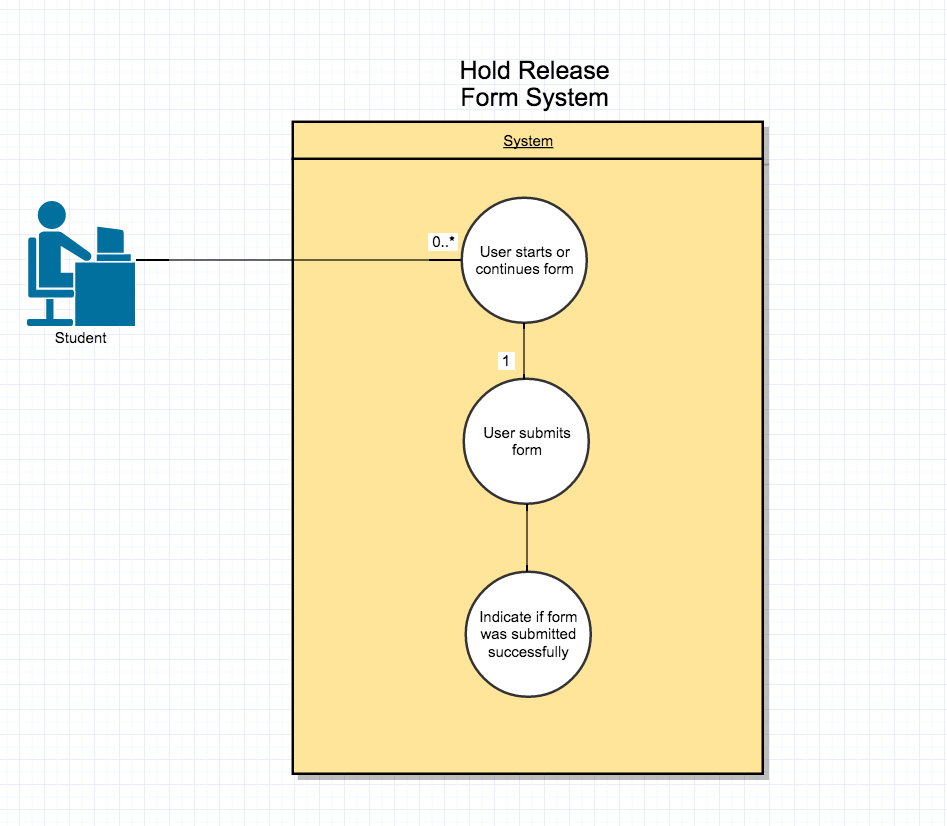 Hold Release
Form System
System
0..*
User starts or
continues form
Student
1
User submits
form
Indicate if form
was submitted
successfully